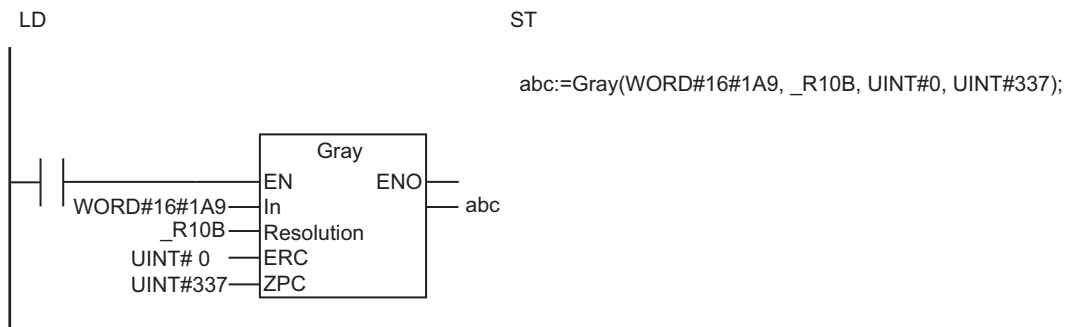 LD
ST
abc:=Gray(WORD#16#1A9, _R10B, UINT#0, UINT#337);
Gray
EN ENO
WORD#16#1A9 In abc
_R10B Resolution
UINT# 0 ERC
UINT#337 ZPC